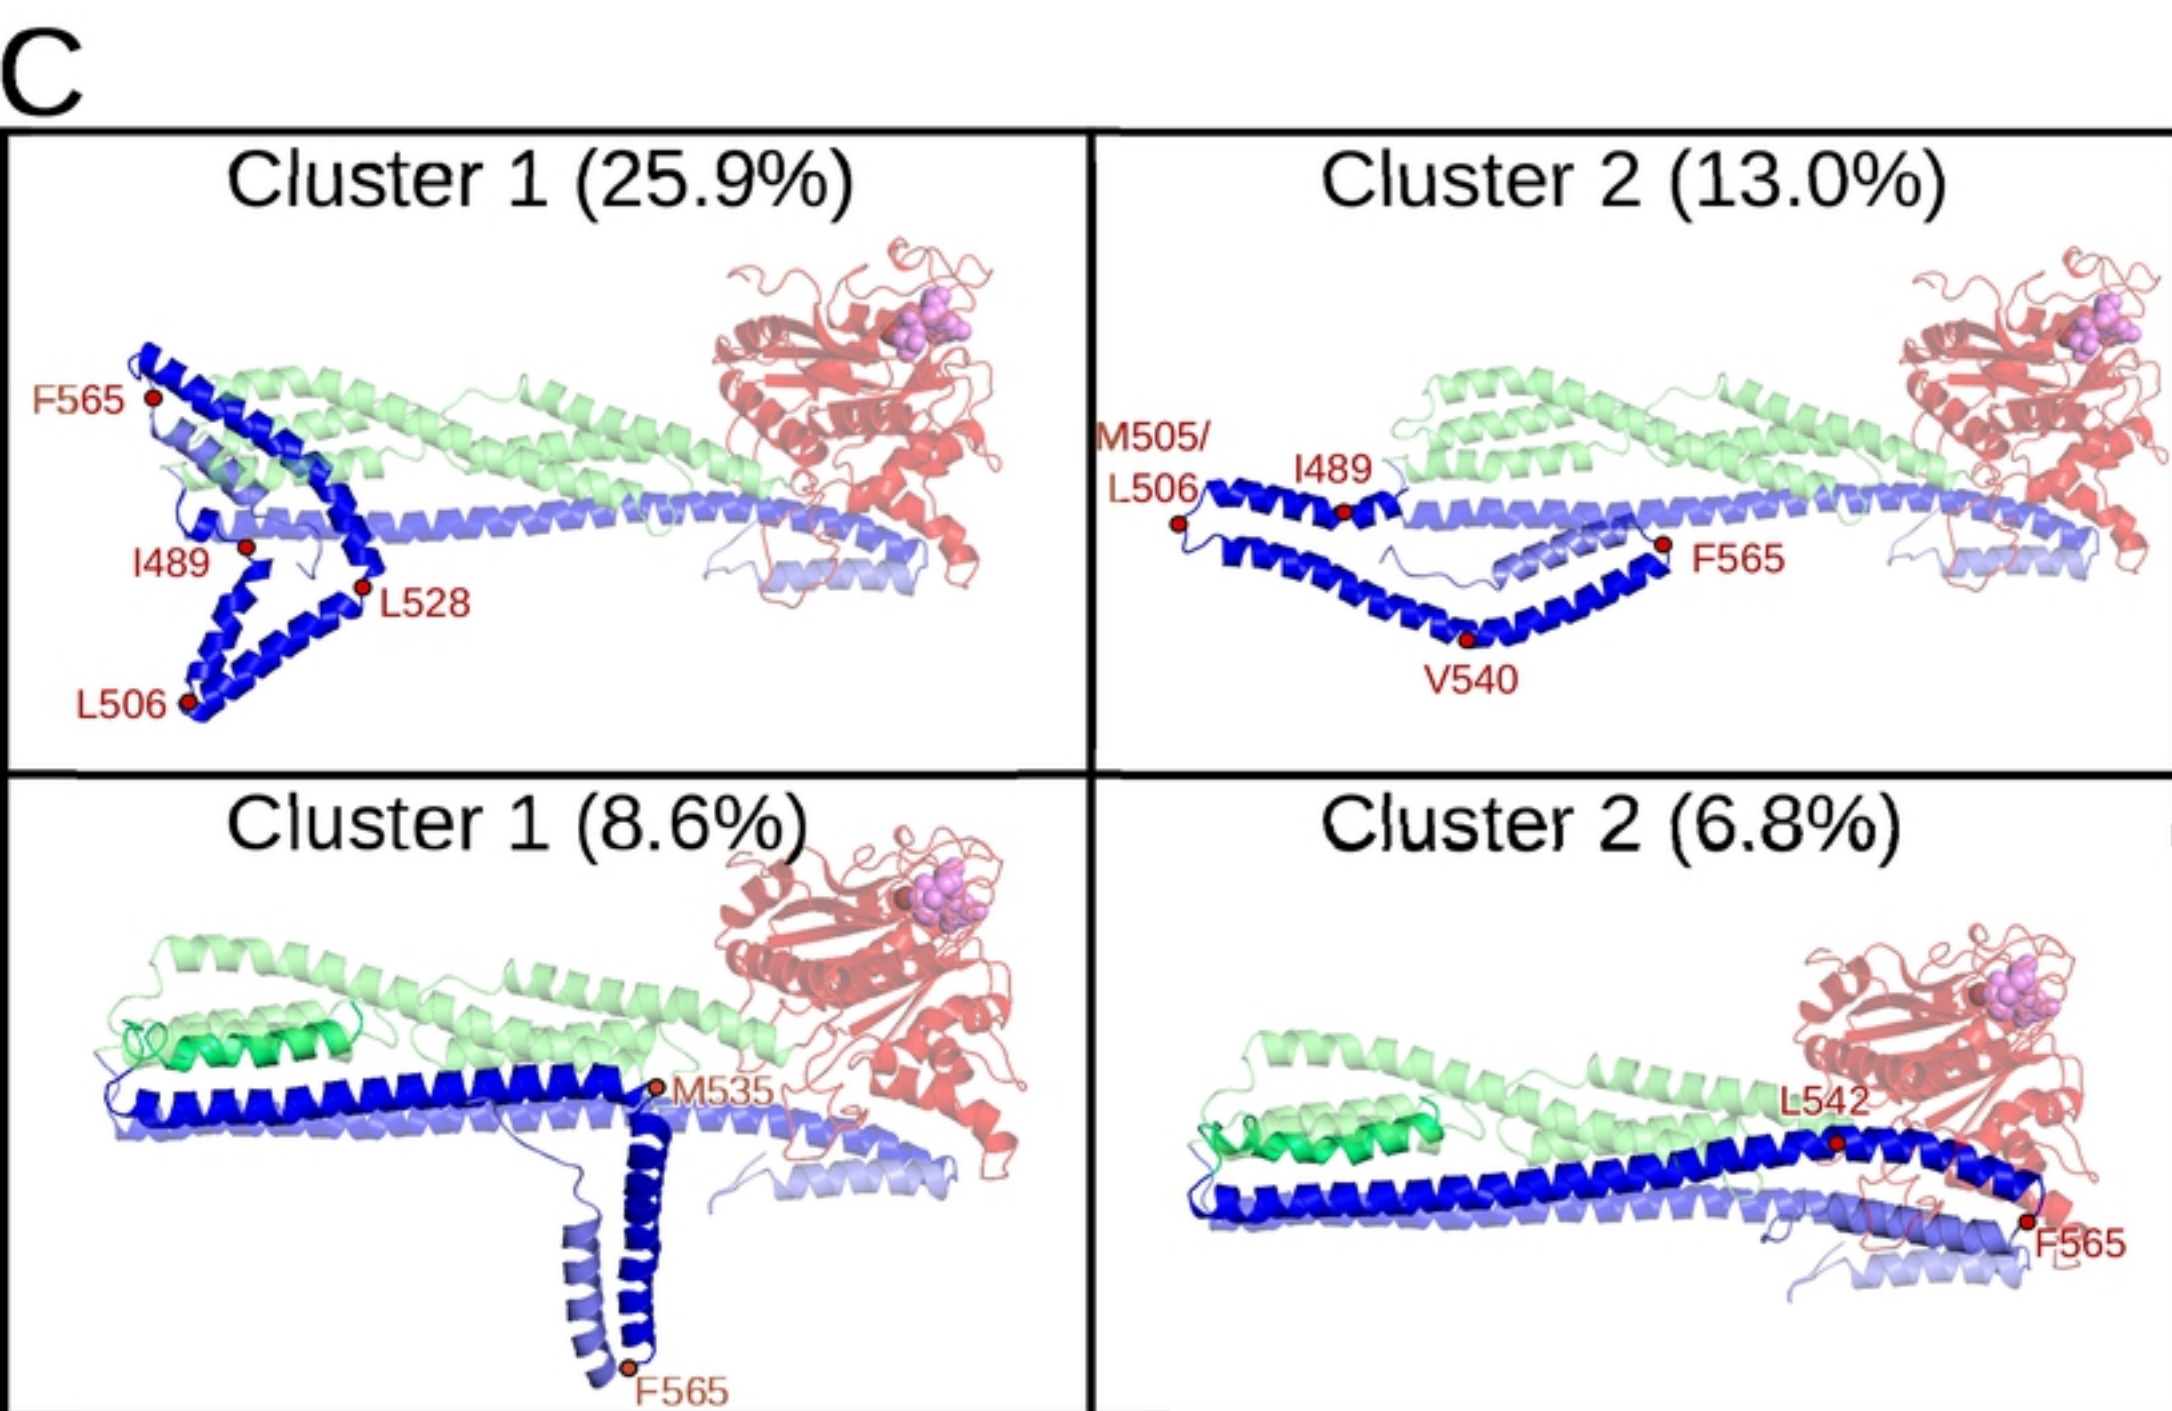 C
Cluster 1 (25.9%)
F565
I489
L528
L506
Cluster 2 (13.0%)
M505/
L506
I489
F565
V540
Cluster 1 (8.6%)
M535
F565
Cluster 2 (6.8%)
L542
F565